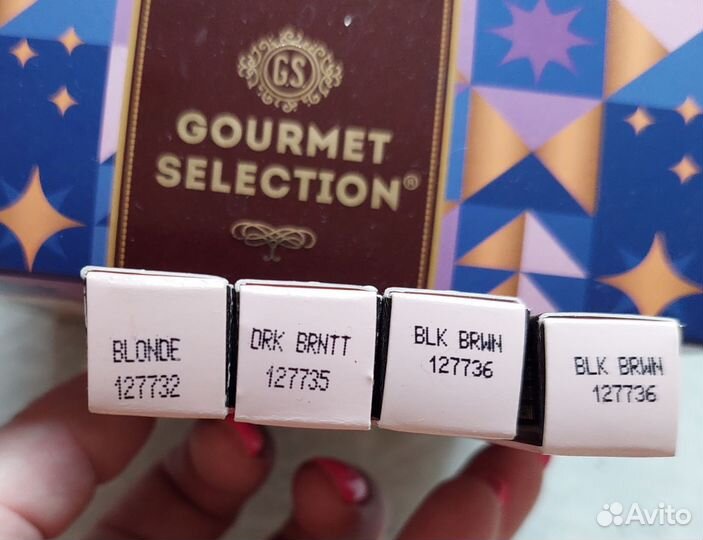 GS
GOURMET
SELECTION®
BLONDE
127732
DRK BRNTT
127735
BLK BRWN
127736
BLK BRWN
127736
Avito